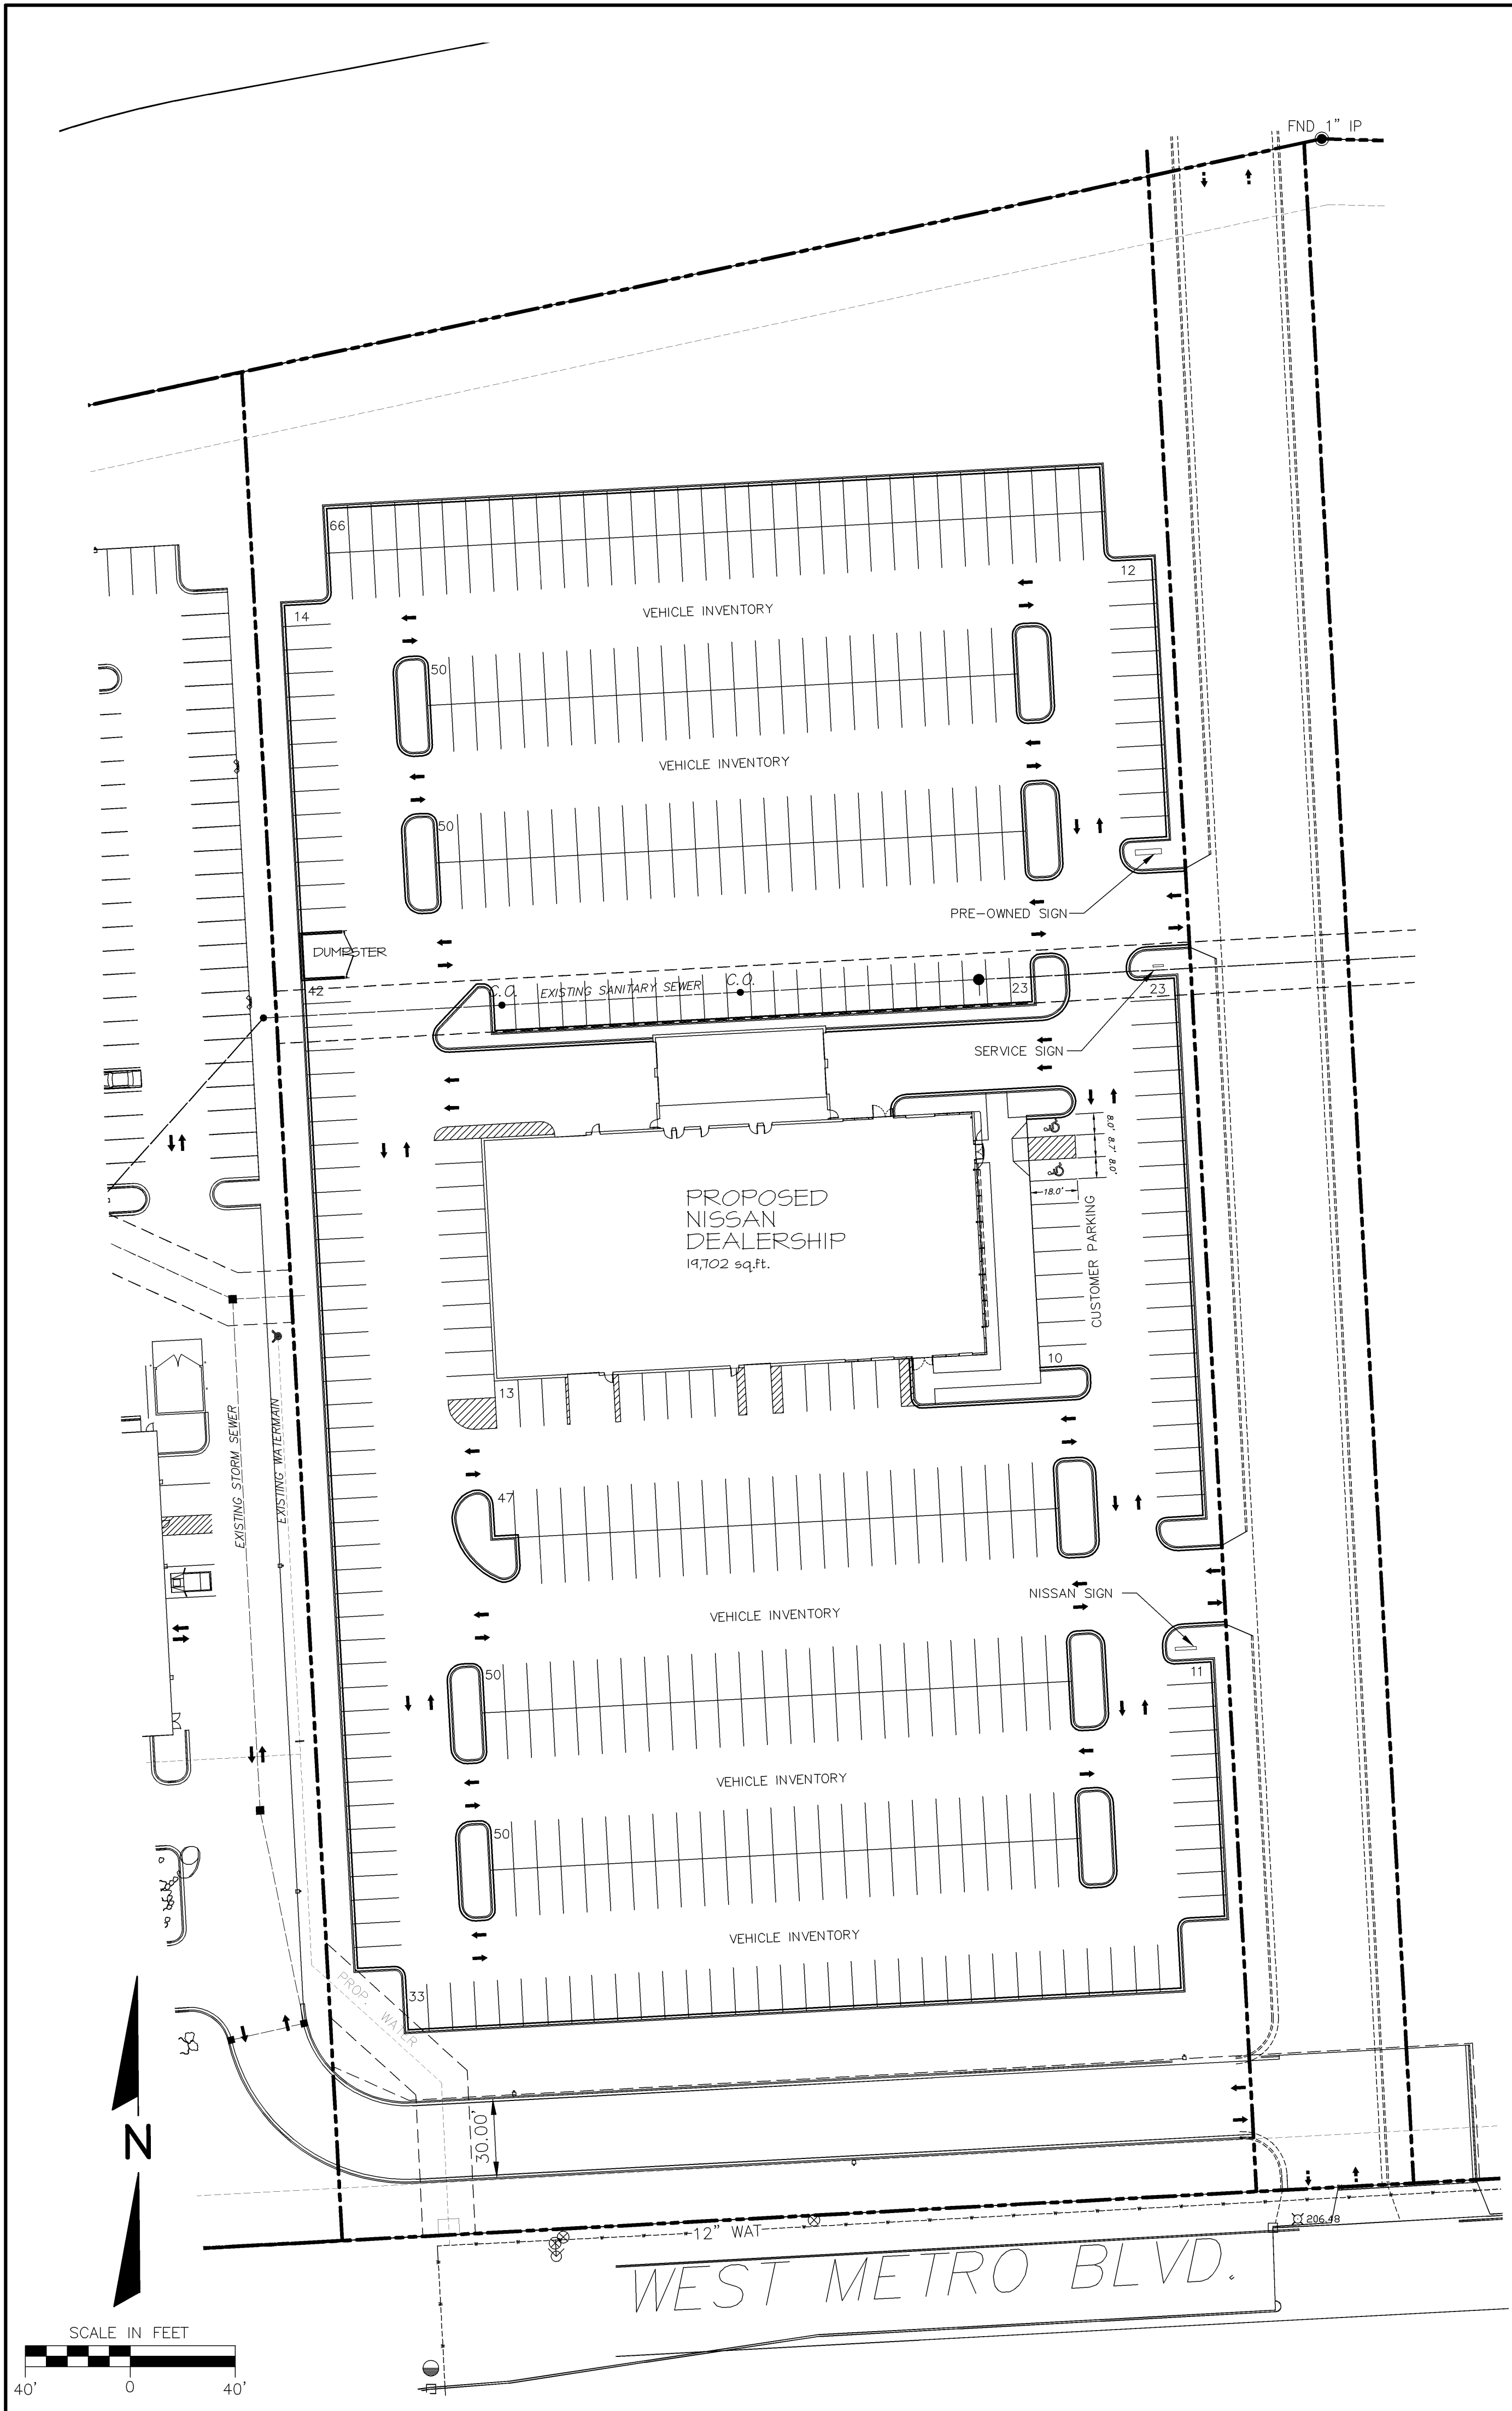 FND 1" IP
66
12
14
VEHICLE INVENTORY
50
VEHICLE INVENTORY
50
PRE-OWNED SIGN
DUMPSTER
42
C.O.
EXISTING SANITARY SEWER
C.O.
23
23
SERVICE SIGN
8.0'
8.7'
8.0'
18.0'
PROPOSED
NISSAN
DEALERSHIP
19,702 sq.ft.
CUSTOMER PARKING
10
13
EXISTING STORM SEWER
EXISTING WATERMAIN
47
NISSAN SIGN
VEHICLE INVENTORY
50
11
VEHICLE INVENTORY
50
VEHICLE INVENTORY
33
PROP. WATER
N
30.00'
12" WAT
206.48
WEST METRO BLVD.
SCALE IN FEET
40'
0
40'